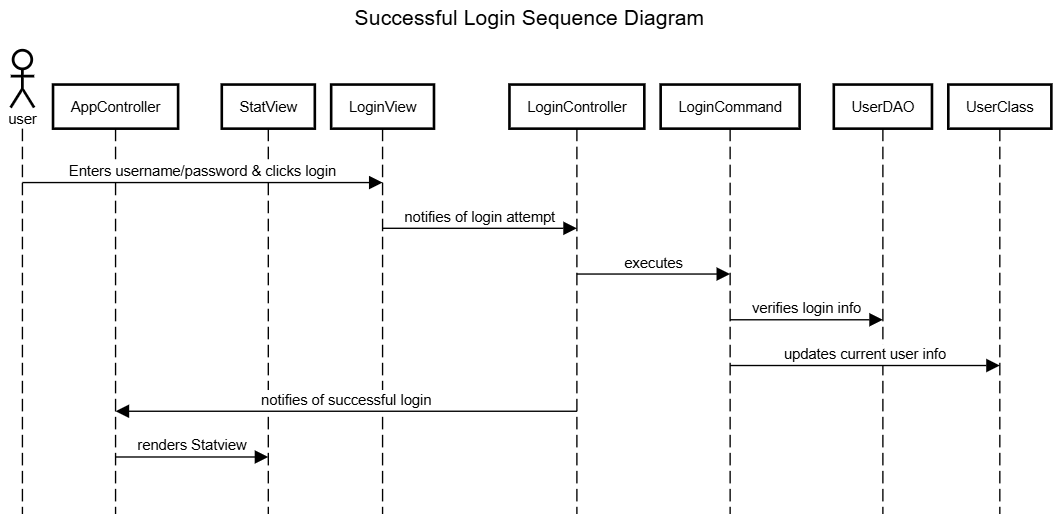 Successful Login Sequence Diagram
user
AppController
StatView
LoginView
LoginController
LoginCommand
UserDAO
UserClass
Enters username/password & clicks login
notifies of login attempt
executes
verifies login info
updates current user info
notifies of successful login
renders Statview